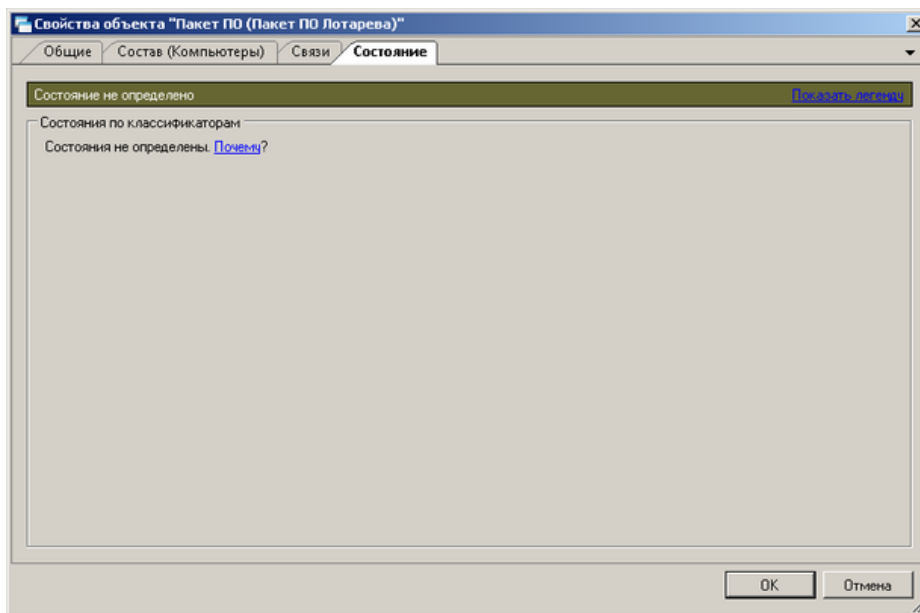 Свойства объекта "Пакет ПО (Пакет ПО Лотарева)"
Общие Состав (Компьютеры) Связи Состояние
Состояние не определено Показать легенду
Состояния по классификаторам
Состояния не определены. Почему?
OK Отмена